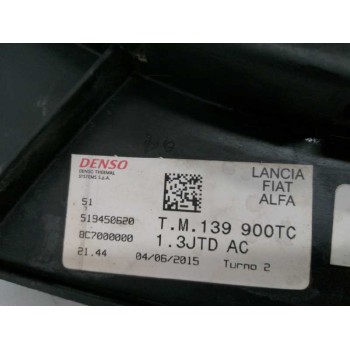 DENSO
DENSO THERMAL
SYSTEMS S.p.A.
LANCIA
FIAT
ALFA
51
519450620
BC7000000
21.44
T.M.139 900TC
1.3JTD AC
04/06/2015
Turno 2